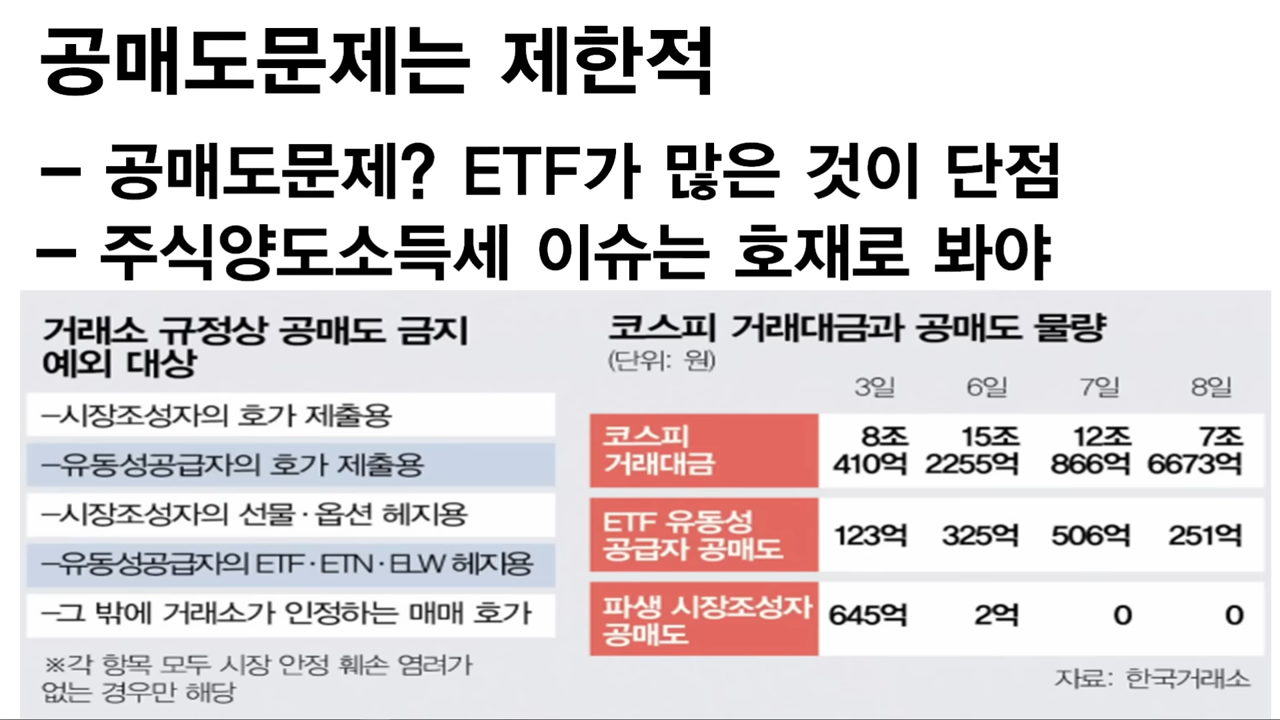 공매도문제는 제한적
- 공매도문제? ETF가 많은 것이 단점
- 주식양도소득세 이슈는 호재로 봐야
거래소 규정상 공매도 금지
예외 대상
-시장조성자의 호가 제출용
-유동성공급자의 호가 제출용
-시장조성자의 선물·옵션 헤지용
-유동성공급자의 ETF·ETN·ELW 헤지용
-그 밖에 거래소가 인정하는 매매 호가
※각 항목 모두 시장 안정 훼손 염려가
없는 경우만 해당
코스피 거래대금과 공매도 물량
(단위: 원)
3일 6일 7일 8일
코스피 8조 15조 12조 7조
거래대금 410억 2255억 866억 6673억
ETF 유동성
공급자 공매도 123억 325억 506억 251억
파생 시장조성자
공매도 645억 2억 0 0
자료: 한국거래소